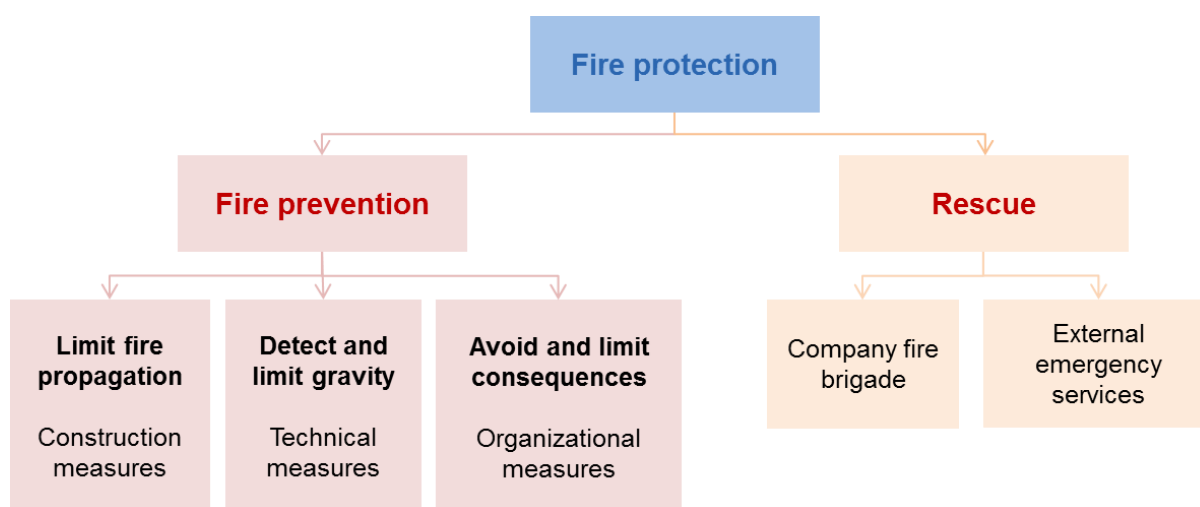 Fire protection
Fire prevention
Rescue
Limit fire
propagation
Construction
measures
Detect and
limit gravity
Technical
measures
Avoid and limit
consequences
Organizational
measures
Company fire
brigade
External
emergency
services